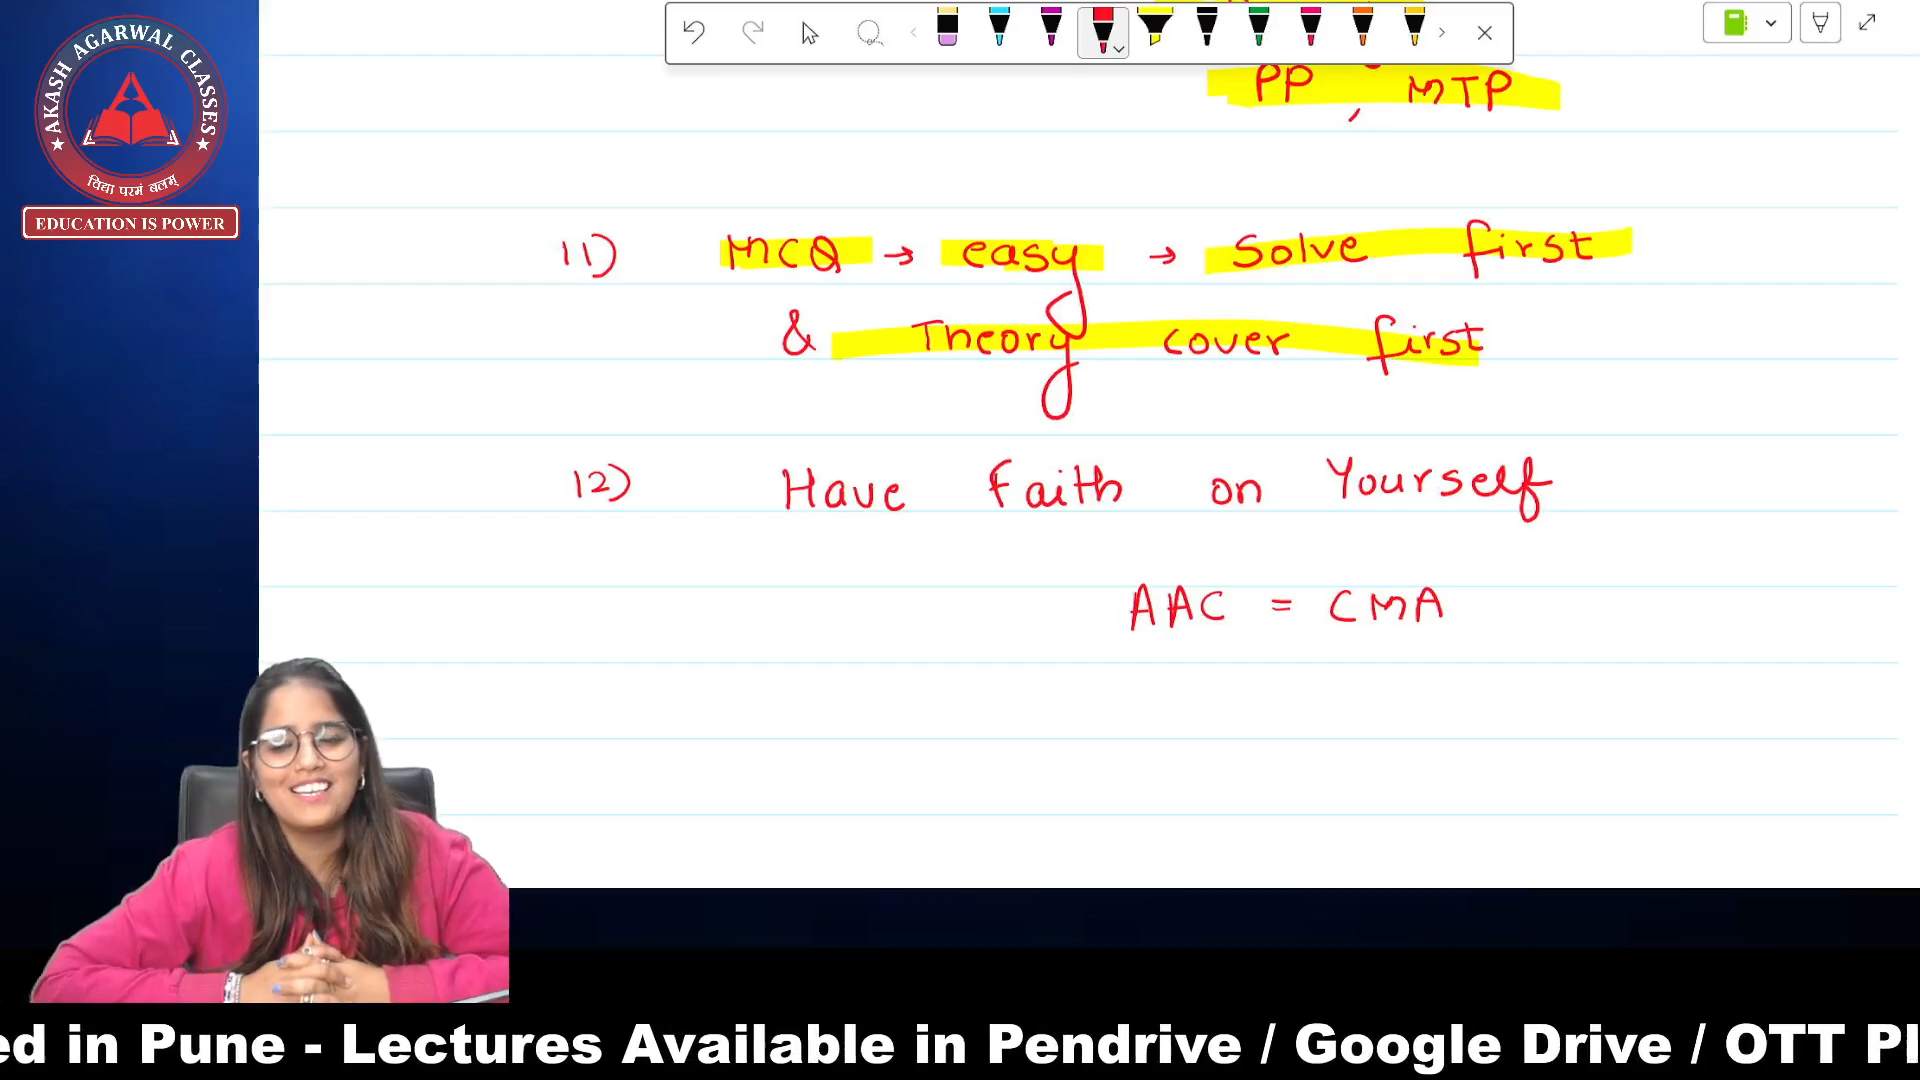 AKASH AGARWAL CLASSES
विद्या परमं बलम्
EDUCATION IS POWER
PP , MTP
11) MCQ → easy → Solve first
& Theory cover first
12) Have Faith on Yourself
AAC = CMA
ed in Pune - Lectures Available in Pendrive / Google Drive / OTT Pl